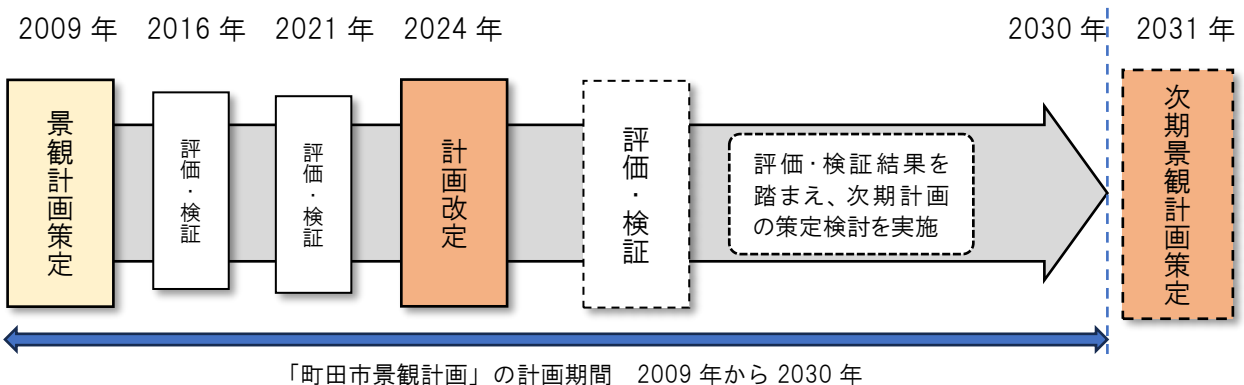 2009 年 2016 年 2021 年 2024 年 2030 年 2031 年
景観計画策定
評価・検証
評価・検証
計画改定
評価・検証
評価・検証結果を
踏まえ、次期計画
の策定検討を実施
次期景観計画策定
「町田市景観計画」の計画期間　2009 年から 2030 年